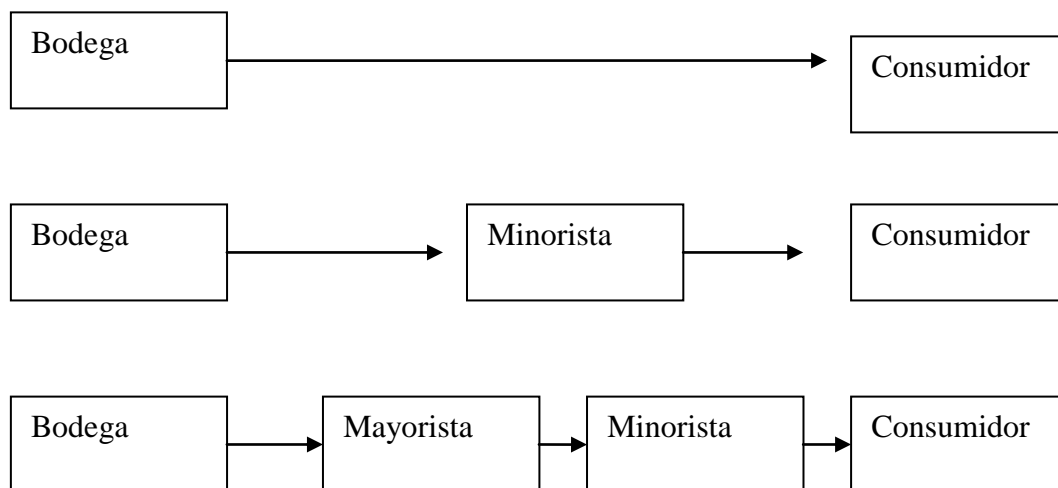 Bodega
Consumidor
Bodega
Minorista
Consumidor
Bodega
Mayorista
Minorista
Consumidor